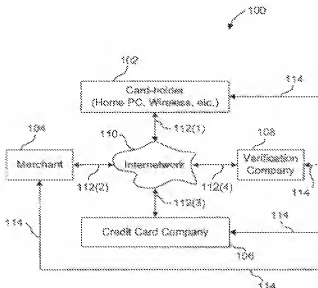 100
102
Card-holder
(Home PC, Wireless, etc.)
114
104
110
112(1)
108
Merchant
Internetwork
Verification
Company
112(2)
112(4)
114
112(3)
114
114
Credit Card Company
106
114